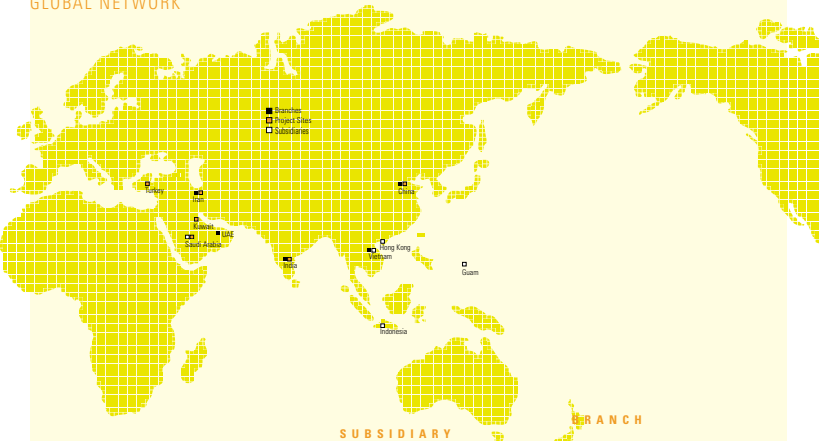 GLOBAL NETWORK
Branches
Project Sites
Subsidiaries
Turkey
Iran
China
Kuwait
UAE
Saudi Arabia
Hong Kong
Vietnam
India
Guam
Indonesia
BRANCH
SUBSIDIARY